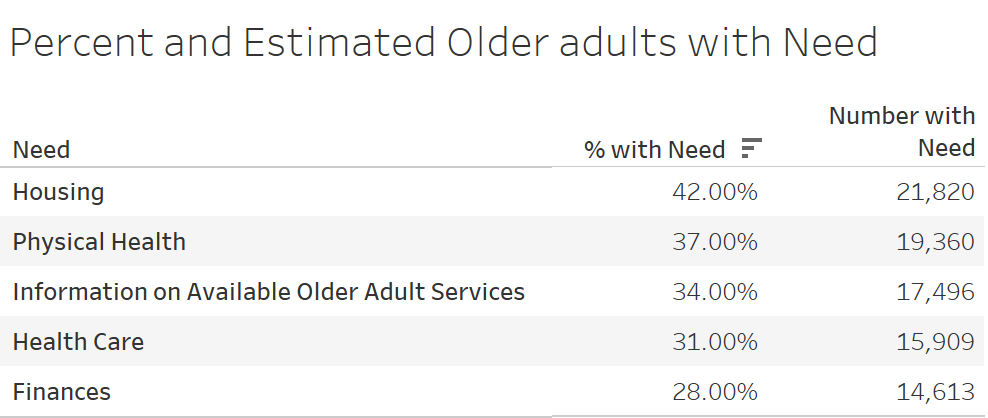 Percent and Estimated Older adults with Need
Number with
Need % with Need Need
Housing 42.00% 21,820
Physical Health 37.00% 19,360
Information on Available Older Adult Services 34.00% 17,496
Health Care 31.00% 15,909
Finances 28.00% 14,613